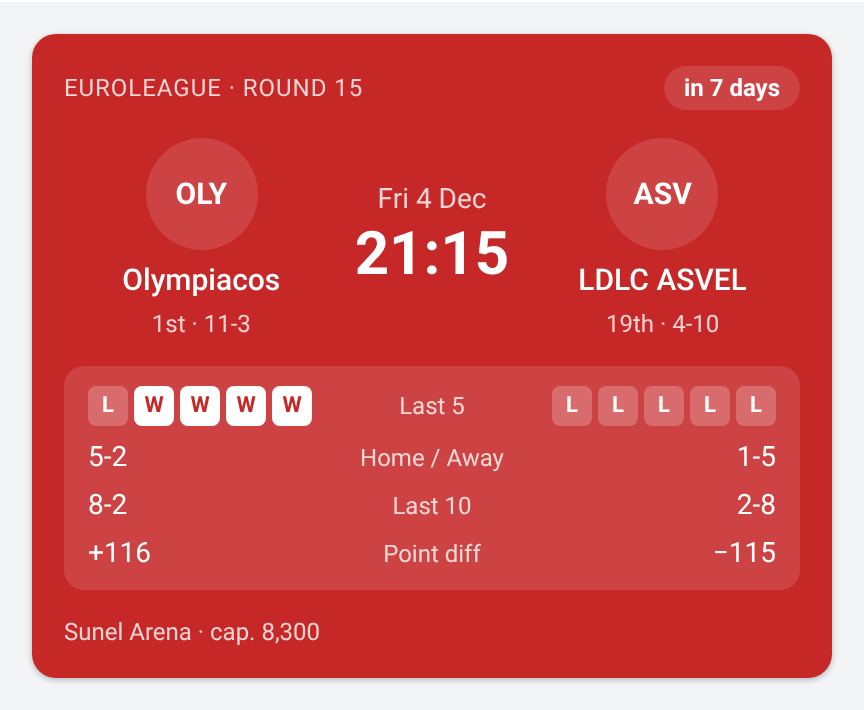 EUROLEAGUE · ROUND 15
in 7 days
OLY
Olympiacos
1st · 11-3
Fri 4 Dec
21:15
ASV
LDLC ASVEL
19th · 4-10
L W W W W Last 5 L L L L L
5-2 Home / Away 1-5
8-2 Last 10 2-8
+116 Point diff −115
Sunel Arena · cap. 8,300